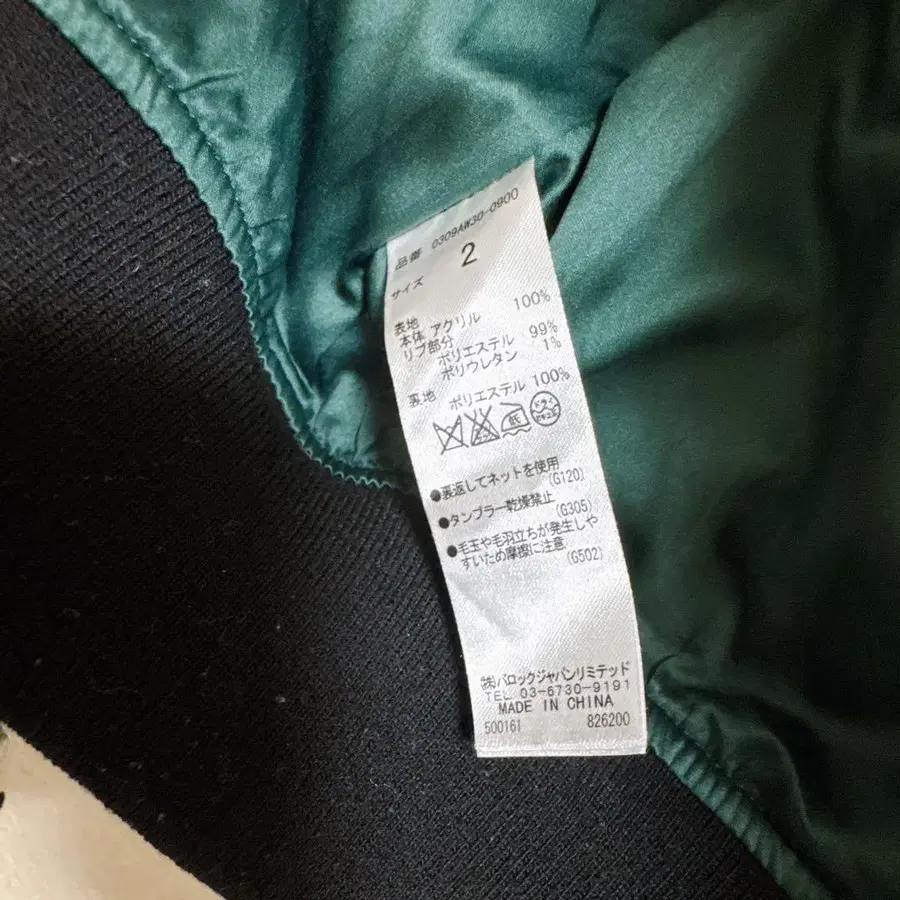 品番 0309AW30-0900
サイズ 2
表地
本体 アクリル 100%
リブ部分
ポリエステル 99%
ポリウレタン 1%
裏地 ポリエステル 100%
ドライ
●裏返してネットを使用
(G120)
●タンブラー乾燥禁止
(G305)
●毛玉や毛羽立ちが発生しや
すいため摩擦に注意
(G502)
㈱バロックジャパンリミテッド
TEL 03-6730-9191
MADE IN CHINA
500161 826200